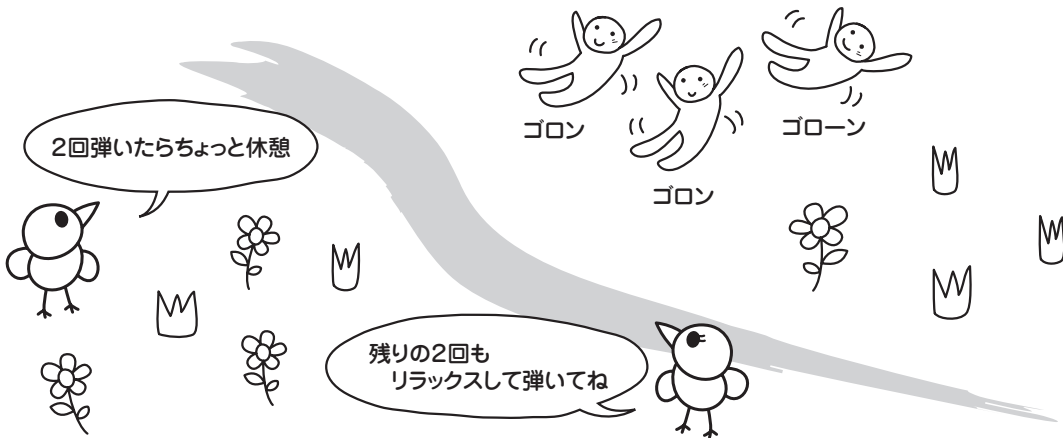 2回弾いたらちょっと休憩
ゴロン
ゴロン
ゴローン
残りの2回も
リラックスして弾いてね